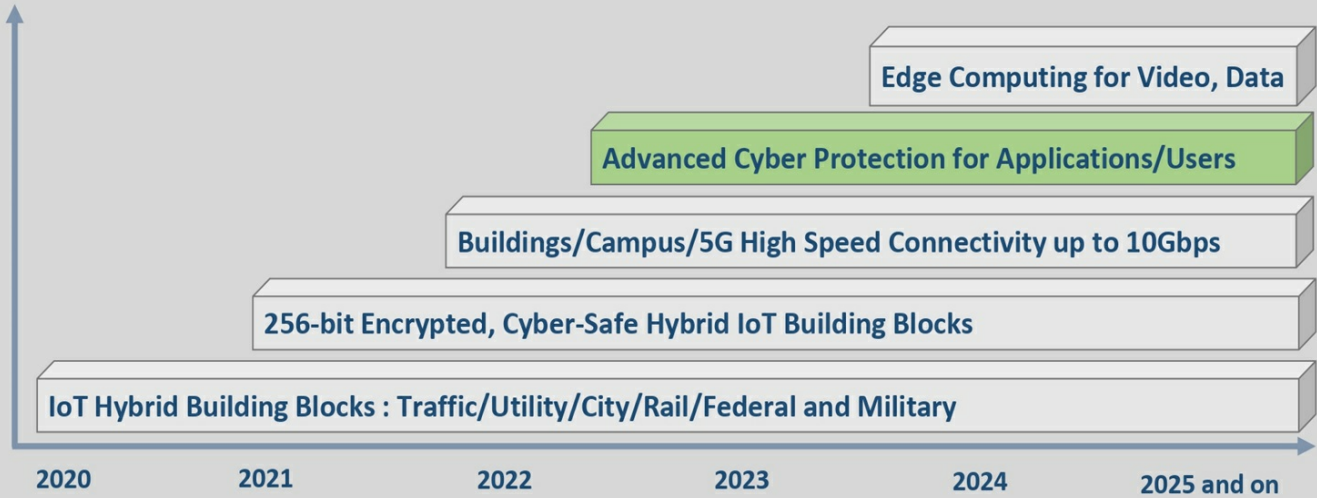 Edge Computing for Video, Data
Advanced Cyber Protection for Applications/Users
Buildings/Campus/5G High Speed Connectivity up to 10Gbps
256-bit Encrypted, Cyber-Safe Hybrid IoT Building Blocks
IoT Hybrid Building Blocks : Traffic/Utility/City/Rail/Federal and Military
2020 2021 2022 2023 2024 2025 and on